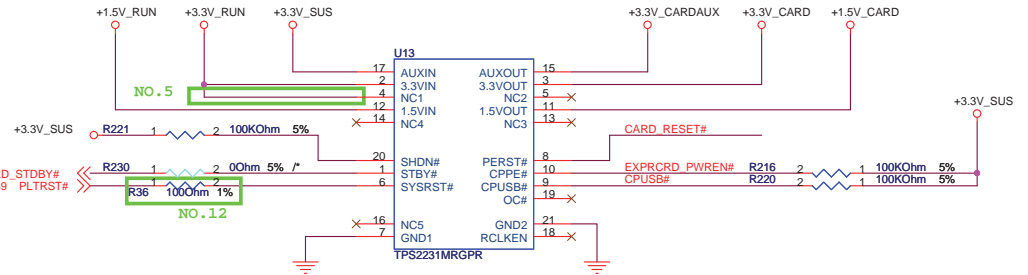 +1.5V_RUN +3.3V_RUN +3.3V_SUS +3.3V_CARDAUX +3.3V_CARD +1.5V_CARD
U13
17 AUXIN AUXOUT 15
2 3.3VIN 3.3VOUT 3
NO.5 4 NC1 NC2 5
12 1.5VIN 1.5VOUT 11
14 NC4 NC3 13
+3.3V_SUS
+3.3V_SUS R221 1 2 100KOhm 5% CARD_RESET#
20 SHDN# PERST# 8
D_STDBY# R230 1 2 0Ohm 5% /* 1 STBY# CPPE# 10 EXPRCRD_PWREN# R216 2 1 100KOhm 5%
9 PLTRST# R36 1 2 100Ohm 1% 6 SYSRST# CPUSB# 9 CPUSB# R220 2 1 100KOhm 5%
OC# 19
NO.12
16 NC5 GND2 21
7 GND1 RCLKEN 18
TPS2231MRGPR